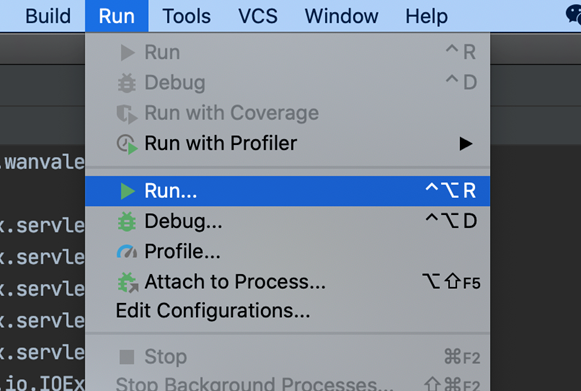 Build Run Tools VCS Window Help
Run ⌃R
Debug ⌃D
Run with Coverage
Run with Profiler
.wanvale
Run... ⌃⌥R
Debug... ⌃⌥D
x.servle
Profile...
x.servle
Attach to Process... ⌥⇧F5
x.servle
Edit Configurations...
x.servle
Stop ⌘F2
x.servle
Stop Background Processes... ⇧⌘F2
.io.IOEx